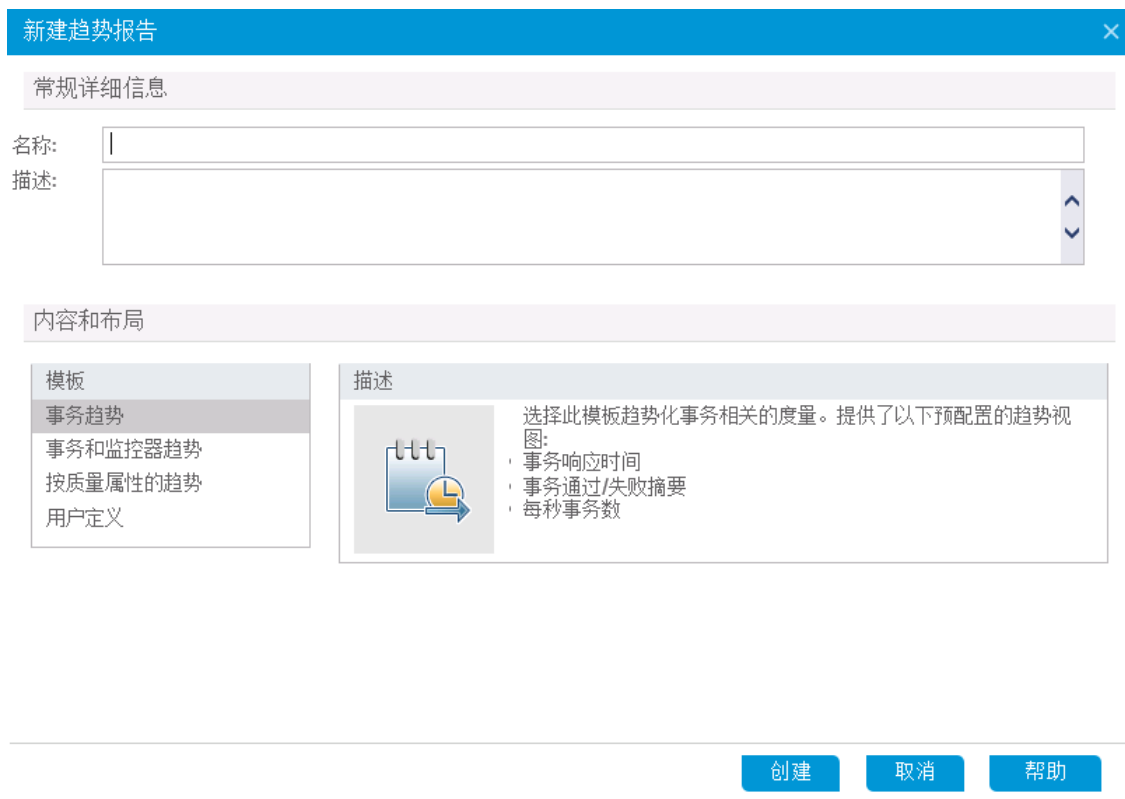 新建趋势报告
常规详细信息
名称:
描述:
内容和布局
模板
事务趋势
事务和监控器趋势
按质量属性的趋势
用户定义
描述
选择此模板趋势化事务相关的度量。提供了以下预配置的趋势视
图:
事务响应时间
事务通过/失败摘要
每秒事务数
创建
取消
帮助